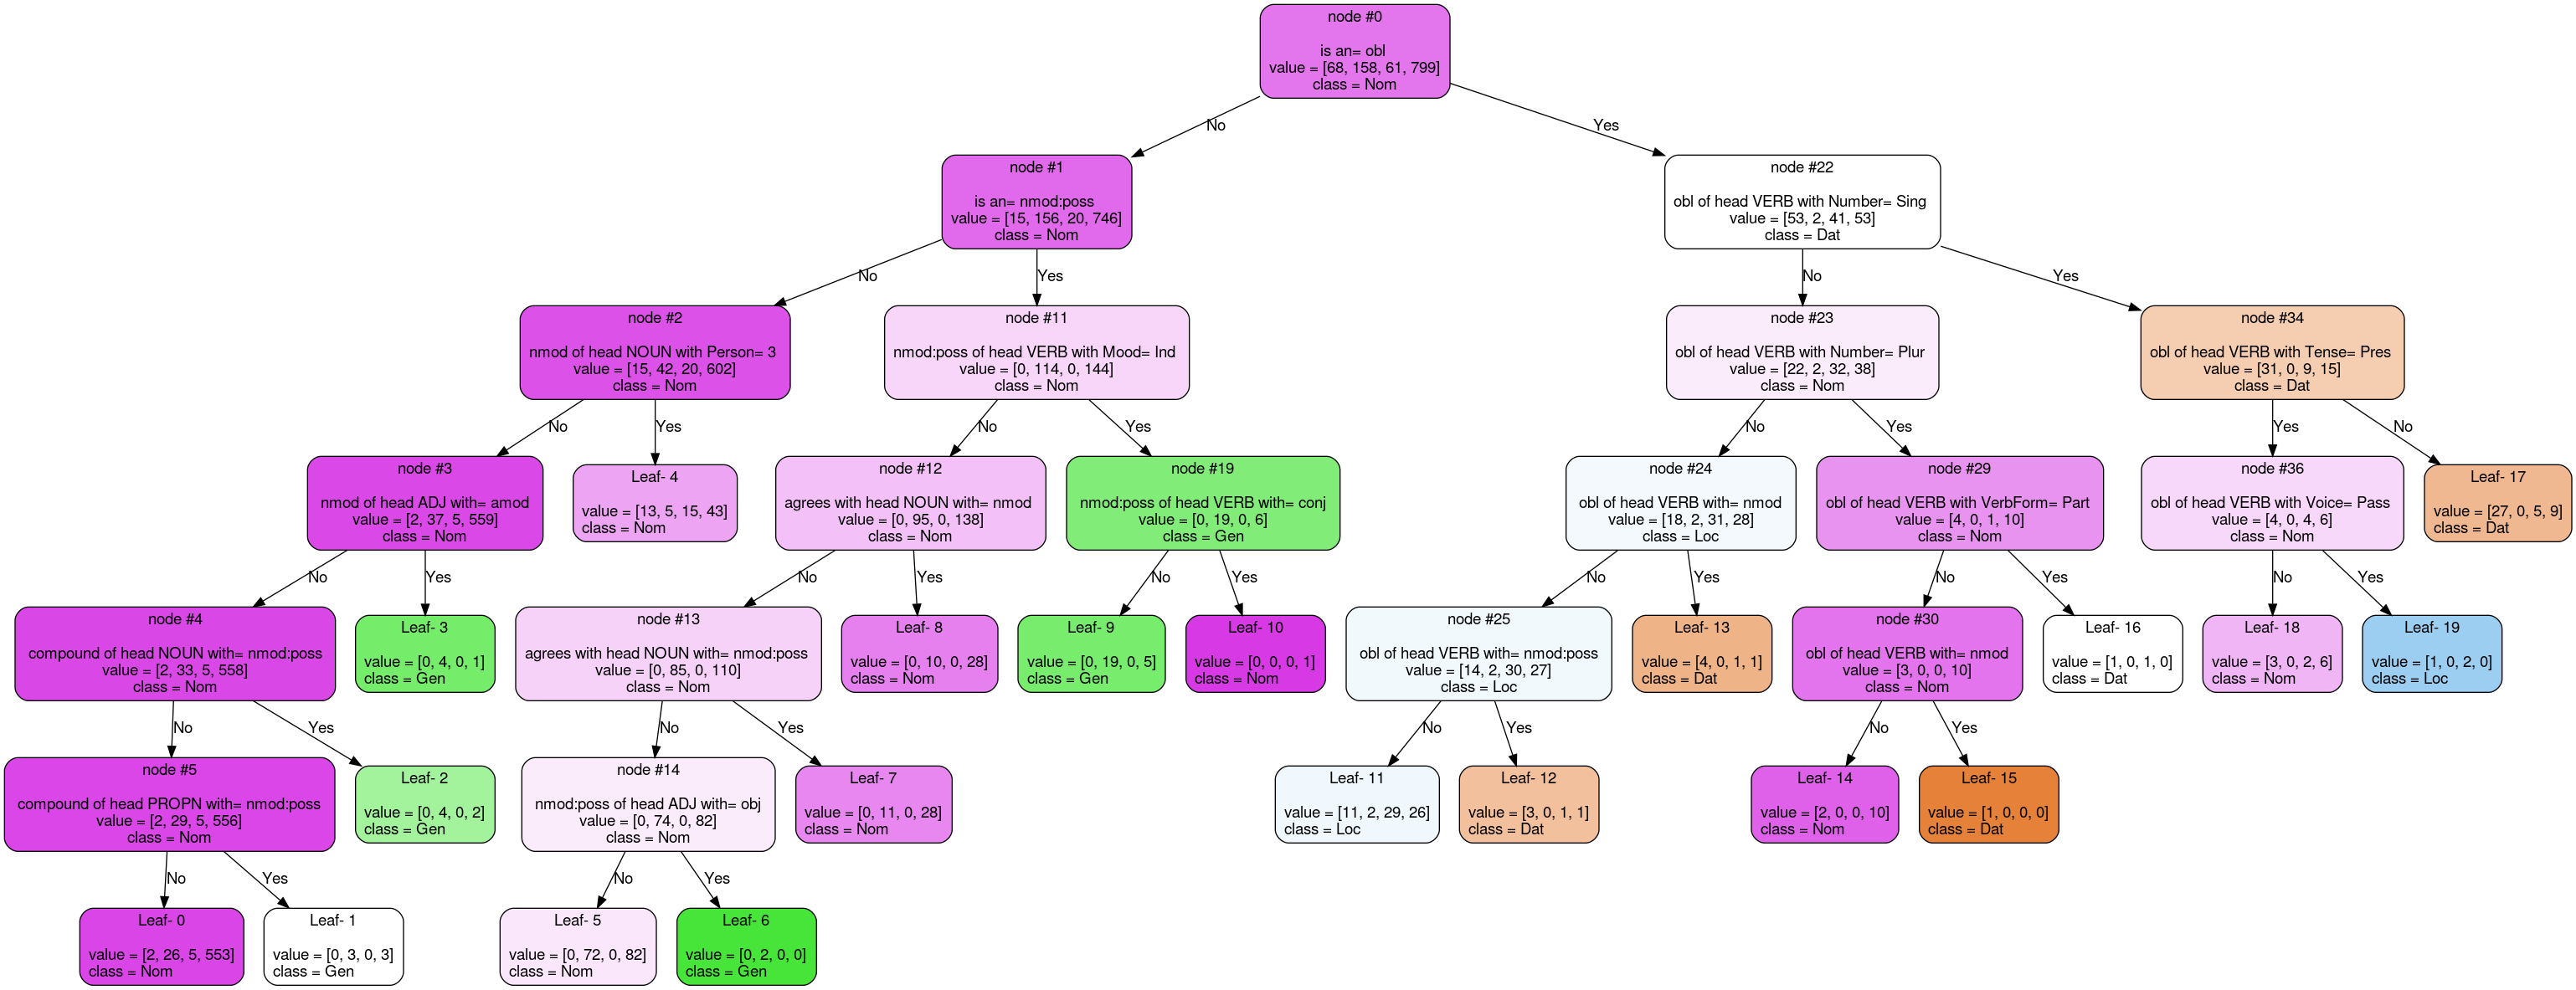 node #0
is an= obl
value = [68, 158, 61, 799]
class = Nom
No
Yes
node #1
is an= nmod:poss
value = [15, 156, 20, 746]
class = Nom
node #22
obl of head VERB with Number= Sing
value = [53, 2, 41, 53]
class = Dat
No
Yes
No
Yes
node #2
nmod of head NOUN with Person= 3
value = [15, 42, 20, 602]
class = Nom
node #11
nmod:poss of head VERB with Mood= Ind
value = [0, 114, 0, 144]
class = Nom
node #23
obl of head VERB with Number= Plur
value = [22, 2, 32, 38]
class = Nom
node #34
obl of head VERB with Tense= Pres
value = [31, 0, 9, 15]
class = Dat
No
Yes
No
Yes
No
Yes
Yes
No
node #3
nmod of head ADJ with= amod
value = [2, 37, 5, 559]
class = Nom
Leaf- 4
value = [13, 5, 15, 43]
class = Nom
node #12
agrees with head NOUN with= nmod
value = [0, 95, 0, 138]
class = Nom
node #19
nmod:poss of head VERB with= conj
value = [0, 19, 0, 6]
class = Gen
node #24
obl of head VERB with= nmod
value = [18, 2, 31, 28]
class = Loc
node #29
obl of head VERB with VerbForm= Part
value = [4, 0, 1, 10]
class = Nom
node #36
obl of head VERB with Voice= Pass
value = [4, 0, 4, 6]
class = Nom
Leaf- 17
value = [27, 0, 5, 9]
class = Dat
No
Yes
No
Yes
No
Yes
No
Yes
No
Yes
No
Yes
node #4
compound of head NOUN with= nmod:poss
value = [2, 33, 5, 558]
class = Nom
Leaf- 3
value = [0, 4, 0, 1]
class = Gen
node #13
agrees with head NOUN with= nmod:poss
value = [0, 85, 0, 110]
class = Nom
Leaf- 8
value = [0, 10, 0, 28]
class = Nom
Leaf- 9
value = [0, 19, 0, 5]
class = Gen
Leaf- 10
value = [0, 0, 0, 1]
class = Nom
node #25
obl of head VERB with= nmod:poss
value = [14, 2, 30, 27]
class = Loc
Leaf- 13
value = [4, 0, 1, 1]
class = Dat
node #30
obl of head VERB with= nmod
value = [3, 0, 0, 10]
class = Nom
Leaf- 16
value = [1, 0, 1, 0]
class = Dat
Leaf- 18
value = [3, 0, 2, 6]
class = Nom
Leaf- 19
value = [1, 0, 2, 0]
class = Loc
No
Yes
No
Yes
No
Yes
No
Yes
node #5
compound of head PROPN with= nmod:poss
value = [2, 29, 5, 556]
class = Nom
Leaf- 2
value = [0, 4, 0, 2]
class = Gen
node #14
nmod:poss of head ADJ with= obj
value = [0, 74, 0, 82]
class = Nom
Leaf- 7
value = [0, 11, 0, 28]
class = Nom
Leaf- 11
value = [11, 2, 29, 26]
class = Loc
Leaf- 12
value = [3, 0, 1, 1]
class = Dat
Leaf- 14
value = [2, 0, 0, 10]
class = Nom
Leaf- 15
value = [1, 0, 0, 0]
class = Dat
No
Yes
No
Yes
Leaf- 0
value = [2, 26, 5, 553]
class = Nom
Leaf- 1
value = [0, 3, 0, 3]
class = Gen
Leaf- 5
value = [0, 72, 0, 82]
class = Nom
Leaf- 6
value = [0, 2, 0, 0]
class = Gen